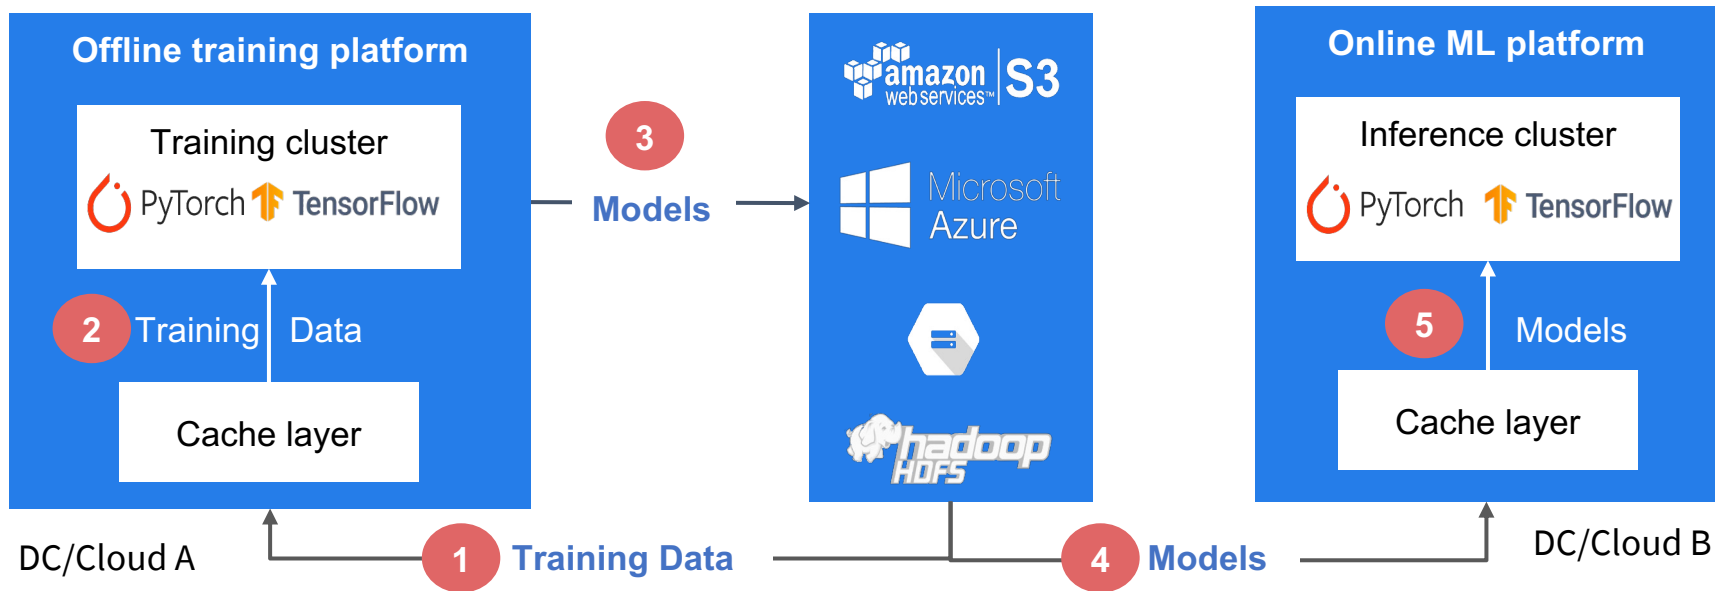 Offline training platform
Training cluster
PyTorch TensorFlow
2 Training Data
Cache layer
DC/Cloud A
3
Models
amazon web services™ S3
Microsoft
Azure
hadoop
HDFS
1 Training Data
4 Models
Online ML platform
Inference cluster
PyTorch TensorFlow
5 Models
Cache layer
DC/Cloud B